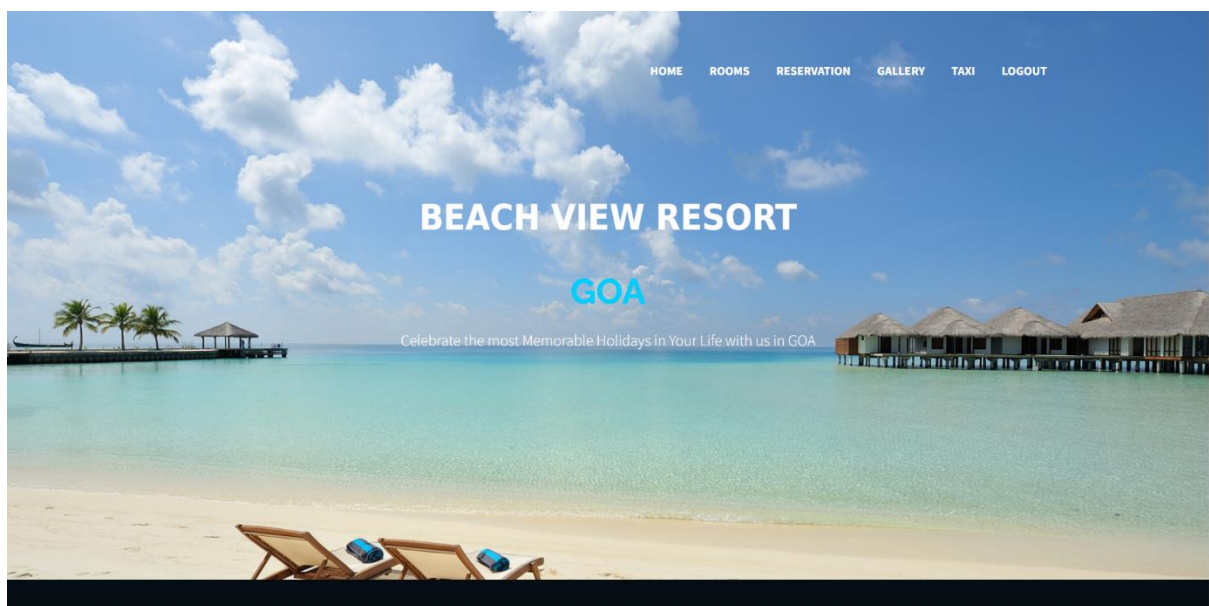 HOME ROOMS RESERVATION GALLERY TAXI LOGOUT
BEACH VIEW RESORT
GOA
Celebrate the most Memorable Holidays in Your Life with us in GOA